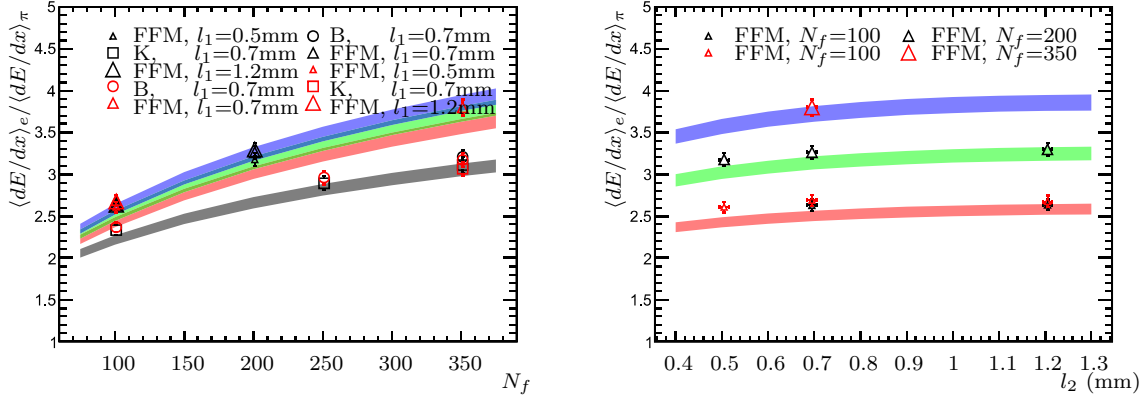 ⟨dE/dx⟩e/⟨dE/dx⟩π
5
4.5
4
3.5
3
2.5
2
1.5
1
FFM, l1=0.5mm
B, l1=0.7mm
K, l1=0.7mm
FFM, l1=0.7mm
FFM, l1=1.2mm
FFM, l1=0.5mm
B, l1=0.7mm
K, l1=0.7mm
FFM, l1=0.7mm
FFM, l1=1.2mm
100 150 200 250 300 350
Nf
⟨dE/dx⟩e/⟨dE/dx⟩π
5
4.5
4
3.5
3
2.5
2
1.5
1
FFM, Nf=100
FFM, Nf=200
FFM, Nf=100
FFM, Nf=350
0.4 0.5 0.6 0.7 0.8 0.9 1 1.1 1.2 1.3
l2 (mm)